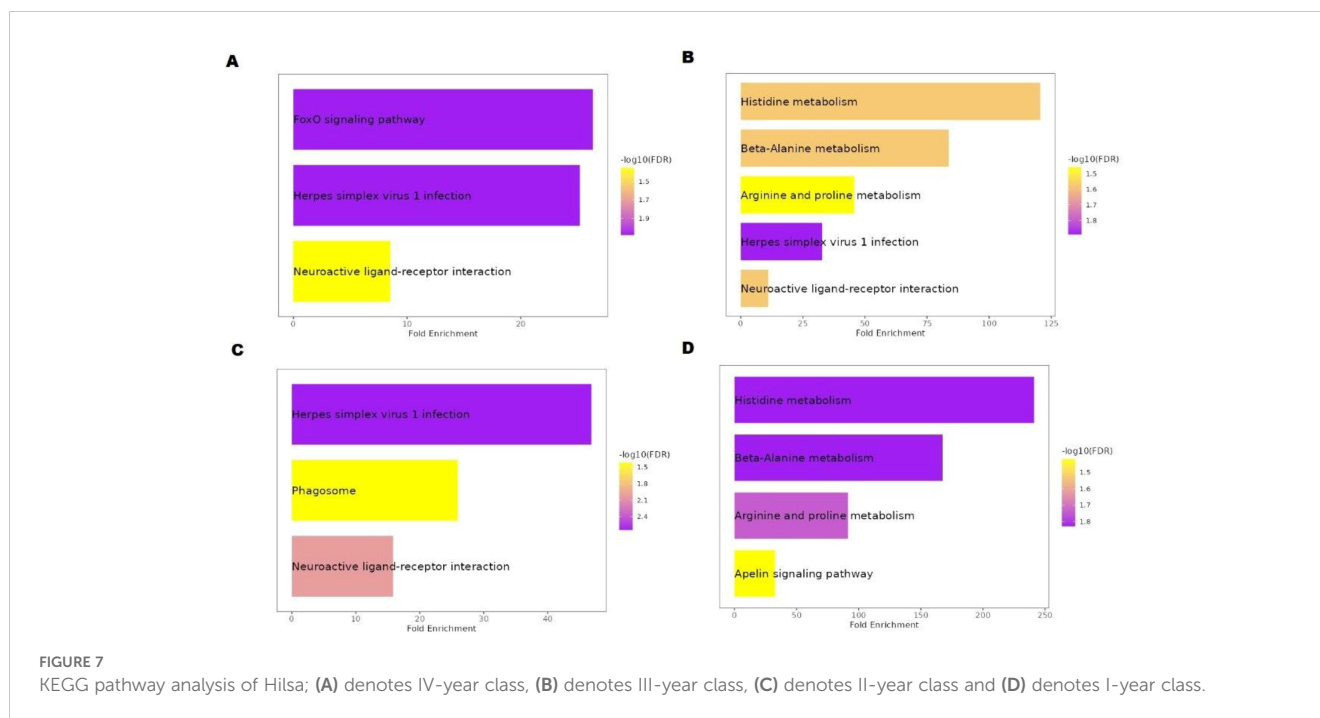 A
FoxO signaling pathway
Herpes simplex virus 1 infection
Neuroactive ligand-receptor interaction
-log10(FDR)
1.5
1.7
1.9
0 10 20
Fold Enrichment
B
Histidine metabolism
Beta-Alanine metabolism
Arginine and proline metabolism
Herpes simplex virus 1 infection
Neuroactive ligand-receptor interaction
-log10(FDR)
1.5
1.6
1.7
1.8
0 25 50 75 100 125
Fold Enrichment
C
Herpes simplex virus 1 infection
Phagosome
Neuroactive ligand-receptor interaction
-log10(FDR)
1.5
1.8
2.1
2.4
0 10 20 30 40
Fold Enrichment
D
Histidine metabolism
Beta-Alanine metabolism
Arginine and proline metabolism
Apelin signaling pathway
-log10(FDR)
1.5
1.6
1.7
1.8
0 50 100 150 200 250
Fold Enrichment
FIGURE 7
KEGG pathway analysis of Hilsa; (A) denotes IV-year class, (B) denotes III-year class, (C) denotes II-year class and (D) denotes I-year class.